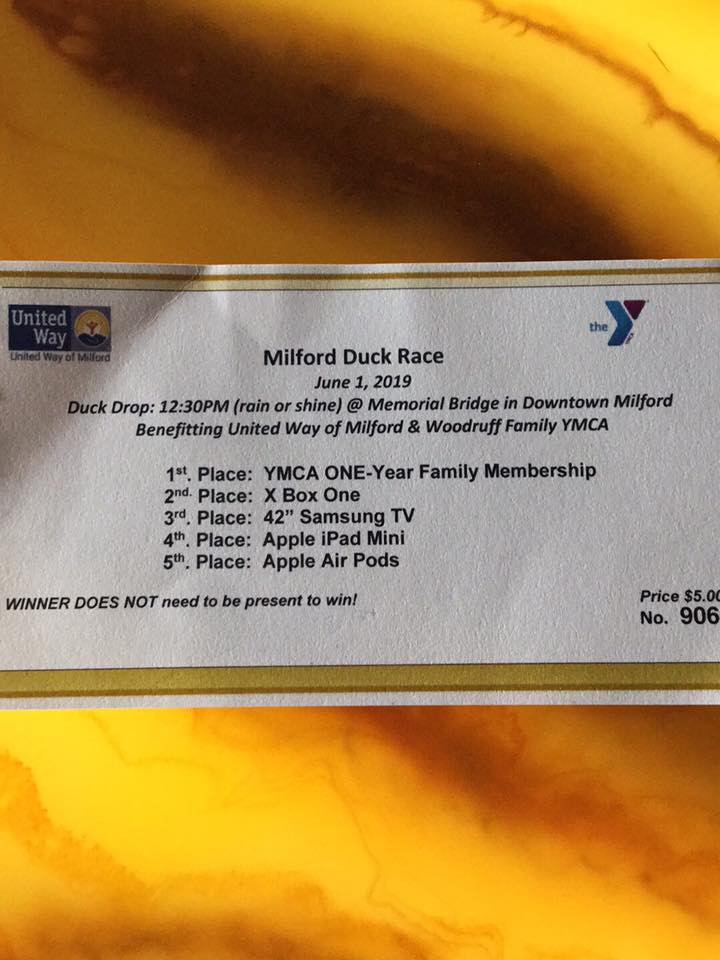 United
Way
United Way of Milford
the
Milford Duck Race
June 1, 2019
Duck Drop: 12:30PM (rain or shine) @ Memorial Bridge in Downtown Milford
Benefitting United Way of Milford & Woodruff Family YMCA
1st. Place: YMCA ONE-Year Family Membership
2nd. Place: X Box One
3rd. Place: 42” Samsung TV
4th. Place: Apple iPad Mini
5th. Place: Apple Air Pods
WINNER DOES NOT need to be present to win!
Price $5.00
No. 906